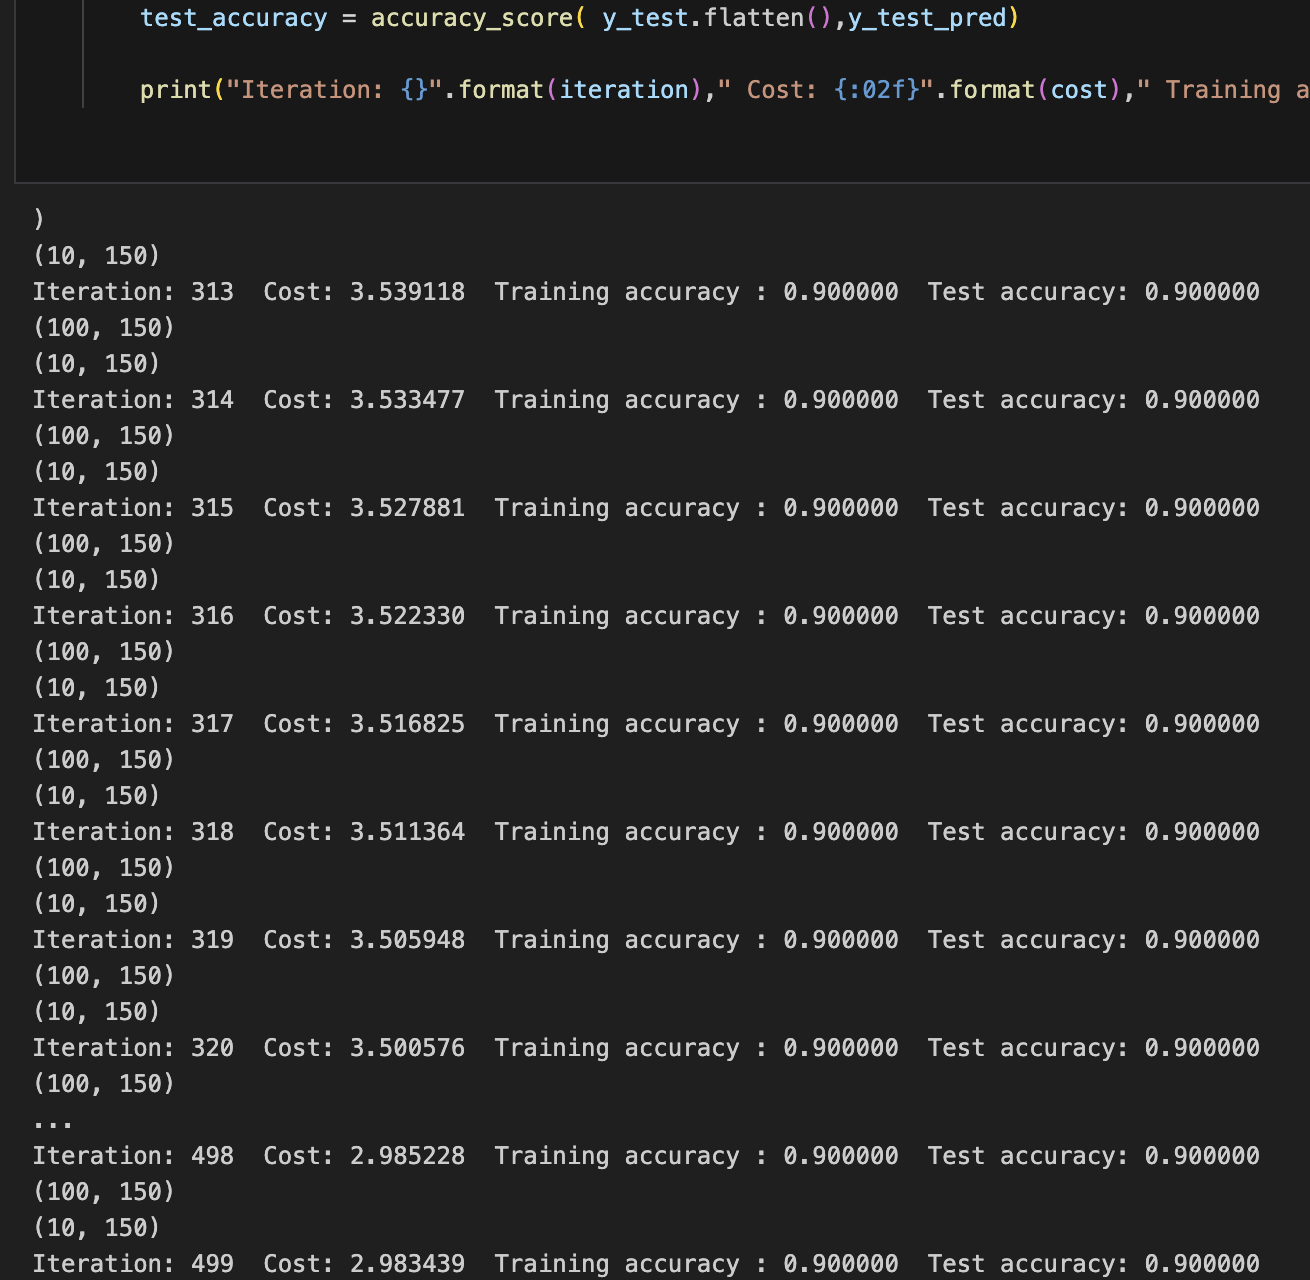 test_accuracy = accuracy_score( y_test.flatten(),y_test_pred)
print("Iteration: {}".format(iteration)," Cost: {:02f}".format(cost)," Training a
)
(10, 150)
Iteration: 313  Cost: 3.539118  Training accuracy : 0.900000  Test accuracy: 0.900000
(100, 150)
(10, 150)
Iteration: 314  Cost: 3.533477  Training accuracy : 0.900000  Test accuracy: 0.900000
(100, 150)
(10, 150)
Iteration: 315  Cost: 3.527881  Training accuracy : 0.900000  Test accuracy: 0.900000
(100, 150)
(10, 150)
Iteration: 316  Cost: 3.522330  Training accuracy : 0.900000  Test accuracy: 0.900000
(100, 150)
(10, 150)
Iteration: 317  Cost: 3.516825  Training accuracy : 0.900000  Test accuracy: 0.900000
(100, 150)
(10, 150)
Iteration: 318  Cost: 3.511364  Training accuracy : 0.900000  Test accuracy: 0.900000
(100, 150)
(10, 150)
Iteration: 319  Cost: 3.505948  Training accuracy : 0.900000  Test accuracy: 0.900000
(100, 150)
(10, 150)
Iteration: 320  Cost: 3.500576  Training accuracy : 0.900000  Test accuracy: 0.900000
(100, 150)
...
Iteration: 498  Cost: 2.985228  Training accuracy : 0.900000  Test accuracy: 0.900000
(100, 150)
(10, 150)
Iteration: 499  Cost: 2.983439  Training accuracy : 0.900000  Test accuracy: 0.900000